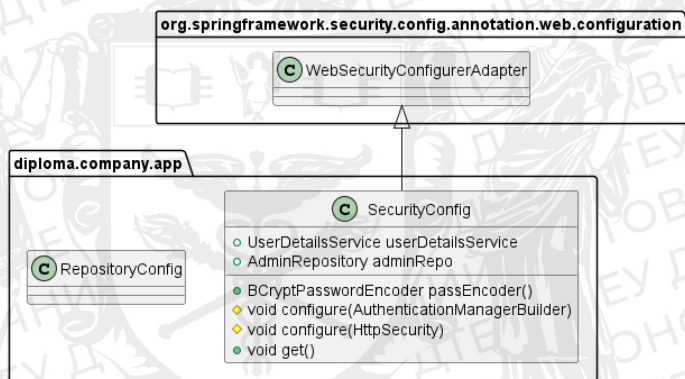 org.springframework.security.config.annotation.web.configuration
C WebSecurityConfigurerAdapter
diploma.company.app
C SecurityConfig
UserDetailsService userDetailsService
AdminRepository adminRepo
C RepositoryConfig
BCryptPasswordEncoder passEncoder()
void configure(AuthenticationManagerBuilder)
void configure(HttpSecurity)
void get()